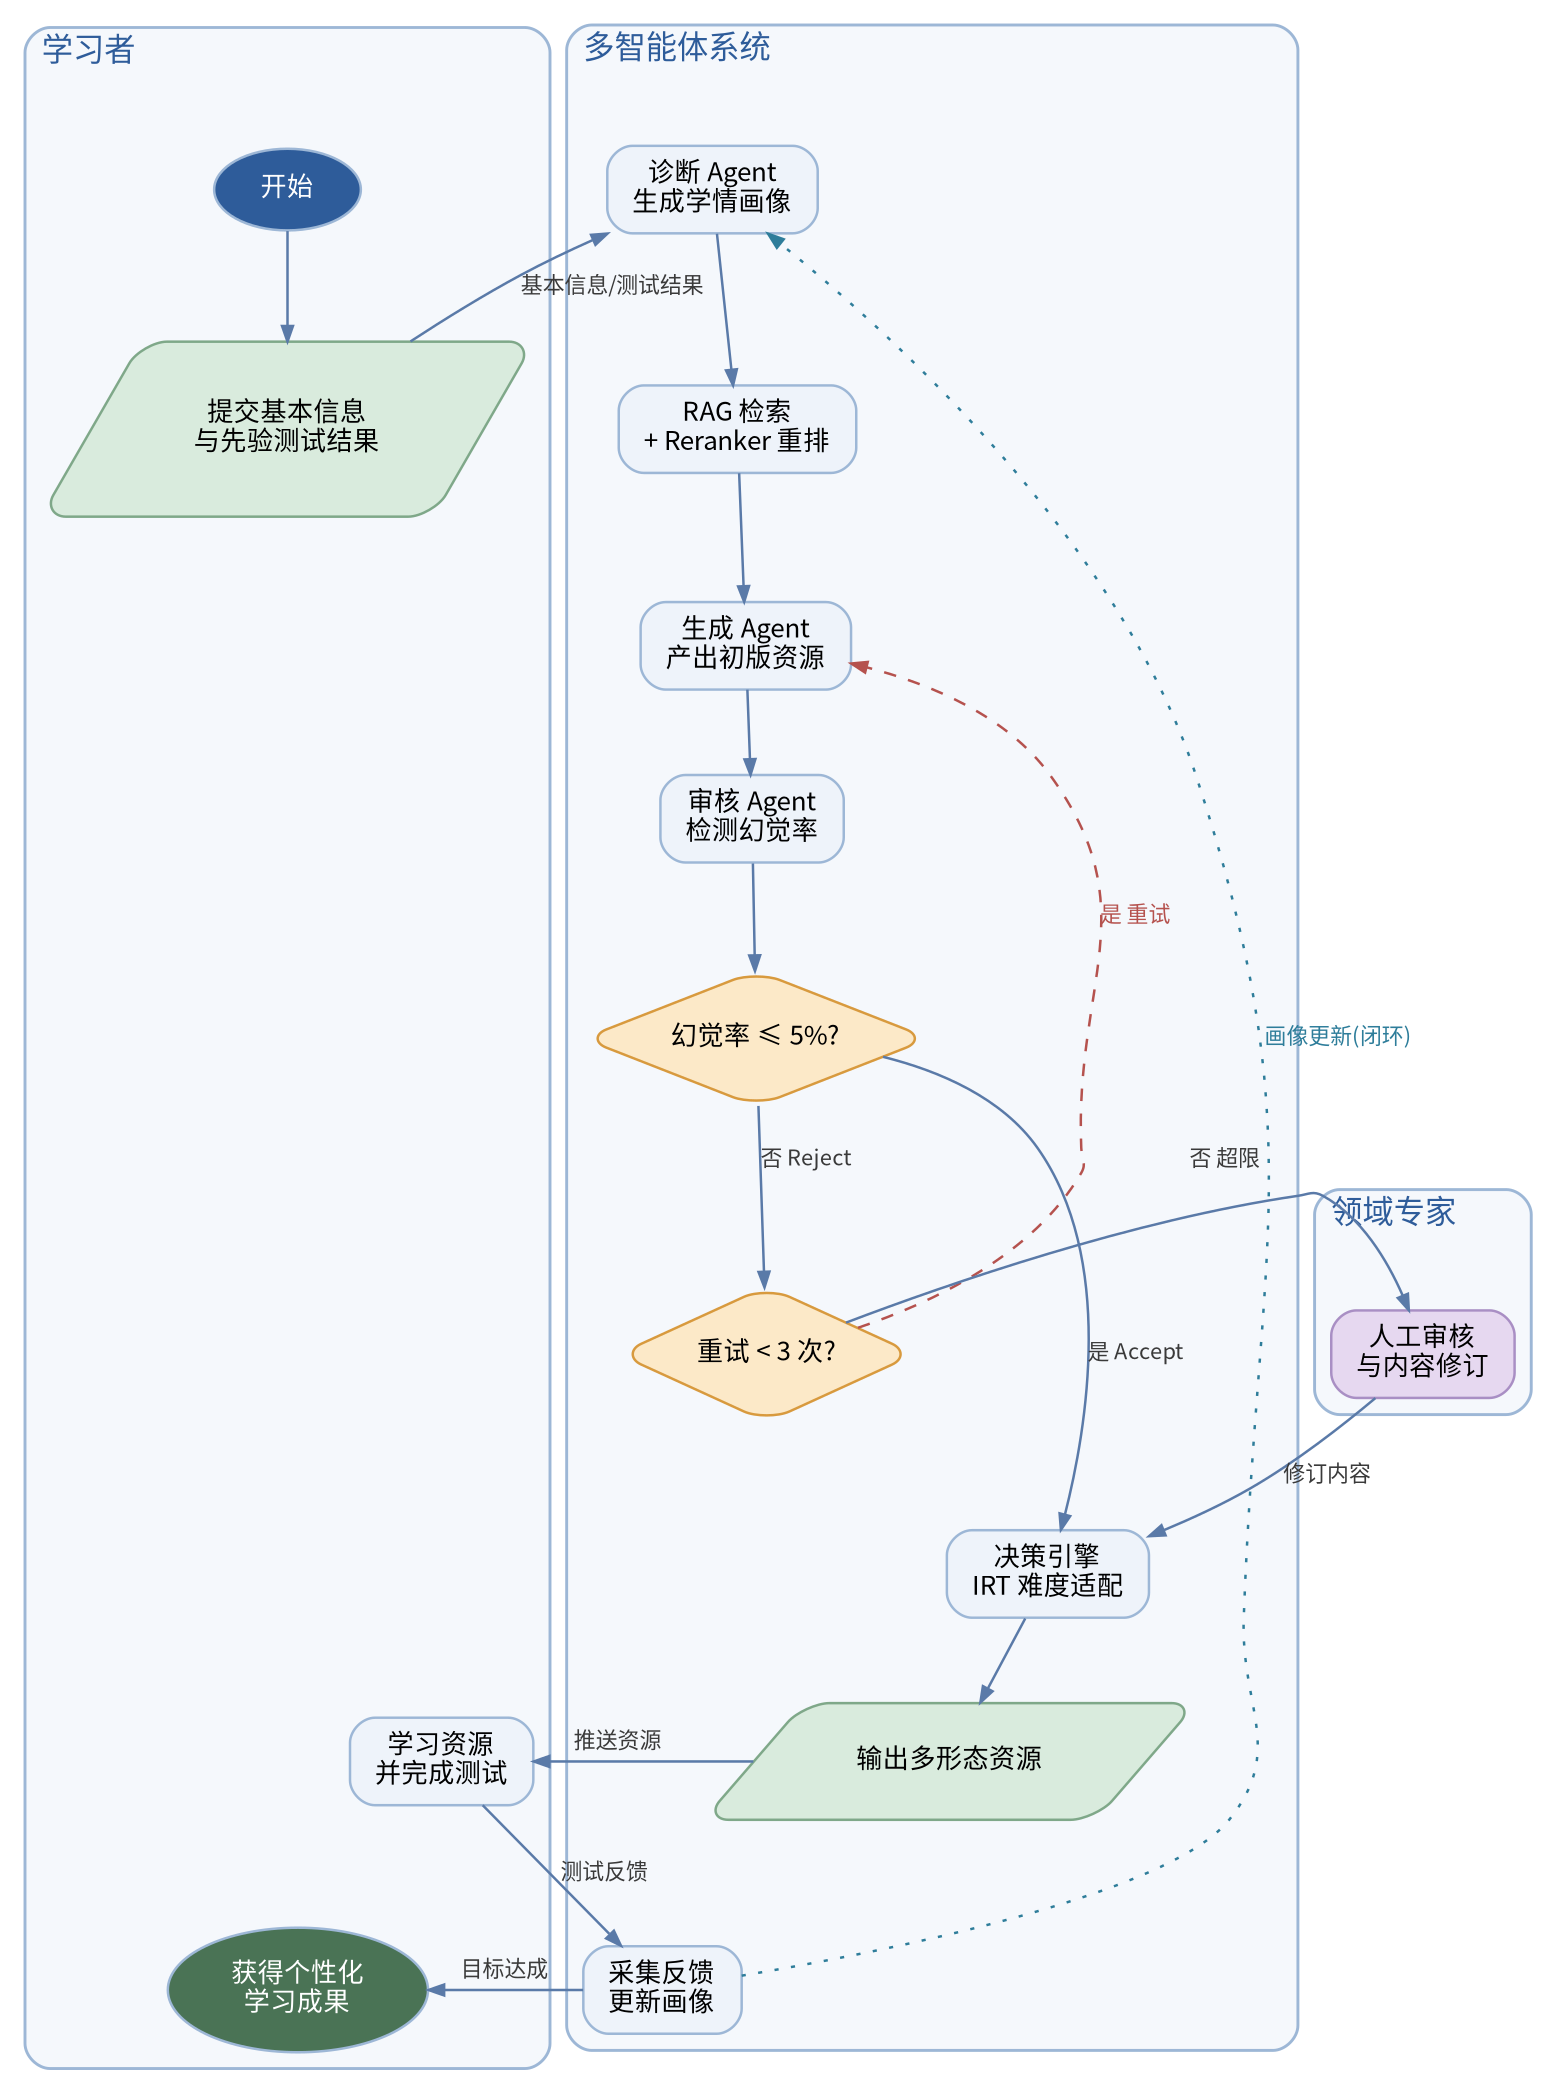 学习者
多智能体系统
开始
诊断 Agent
生成学情画像
基本信息/测试结果
提交基本信息
与先验测试结果
RAG 检索
+ Reranker 重排
生成 Agent
产出初版资源
审核 Agent
检测幻觉率
是 重试
幻觉率 ≤ 5%?
画像更新(闭环)
否 Reject
否 超限
领域专家
重试 < 3 次?
是 Accept
人工审核
与内容修订
修订内容
决策引擎
IRT 难度适配
学习资源
并完成测试
推送资源
输出多形态资源
测试反馈
获得个性化
学习成果
目标达成
采集反馈
更新画像